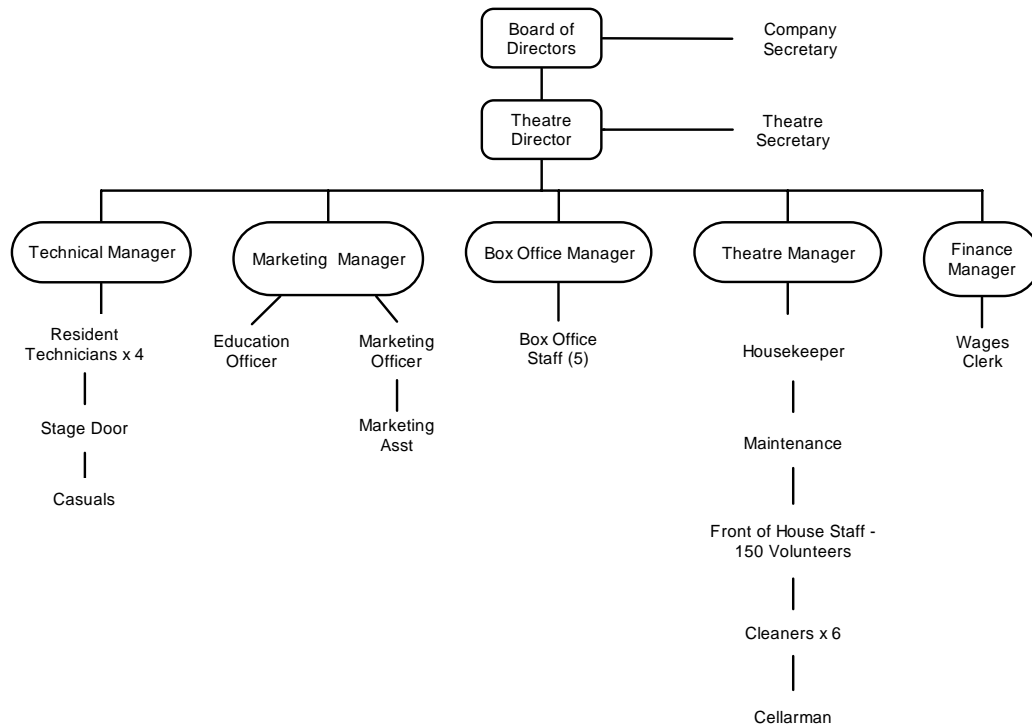 Board of
Directors
Company
Secretary
Theatre
Director
Theatre
Secretary
Technical Manager
Marketing Manager
Box Office Manager
Theatre Manager
Finance
Manager
Resident
Technicians x 4
Stage Door
Casuals
Education
Officer
Marketing
Officer
Marketing
Asst
Box Office
Staff (5)
Housekeeper
Maintenance
Front of House Staff -
150 Volunteers
Cleaners x 6
Cellarman
Wages
Clerk